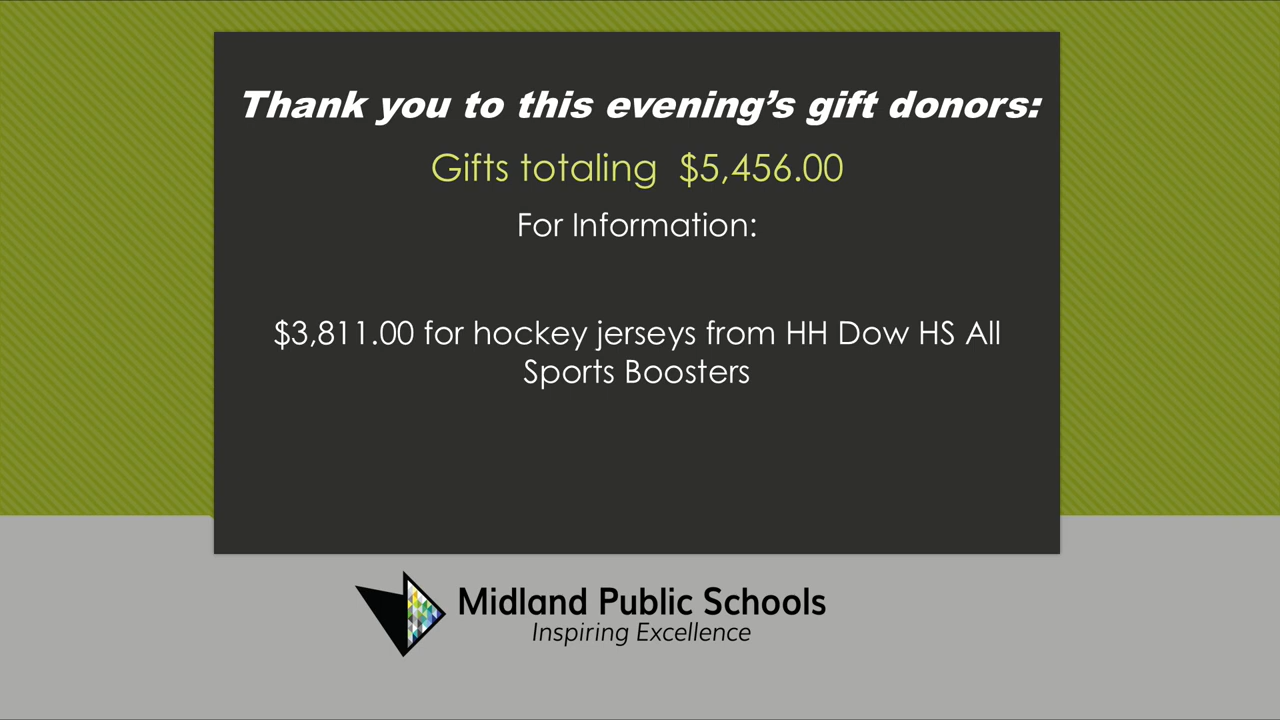 Thank you to this evening’s gift donors:
Gifts totaling $5,456.00
For Information:
$3,811.00 for hockey jerseys from HH Dow HS All
Sports Boosters
Midland Public Schools
Inspiring Excellence